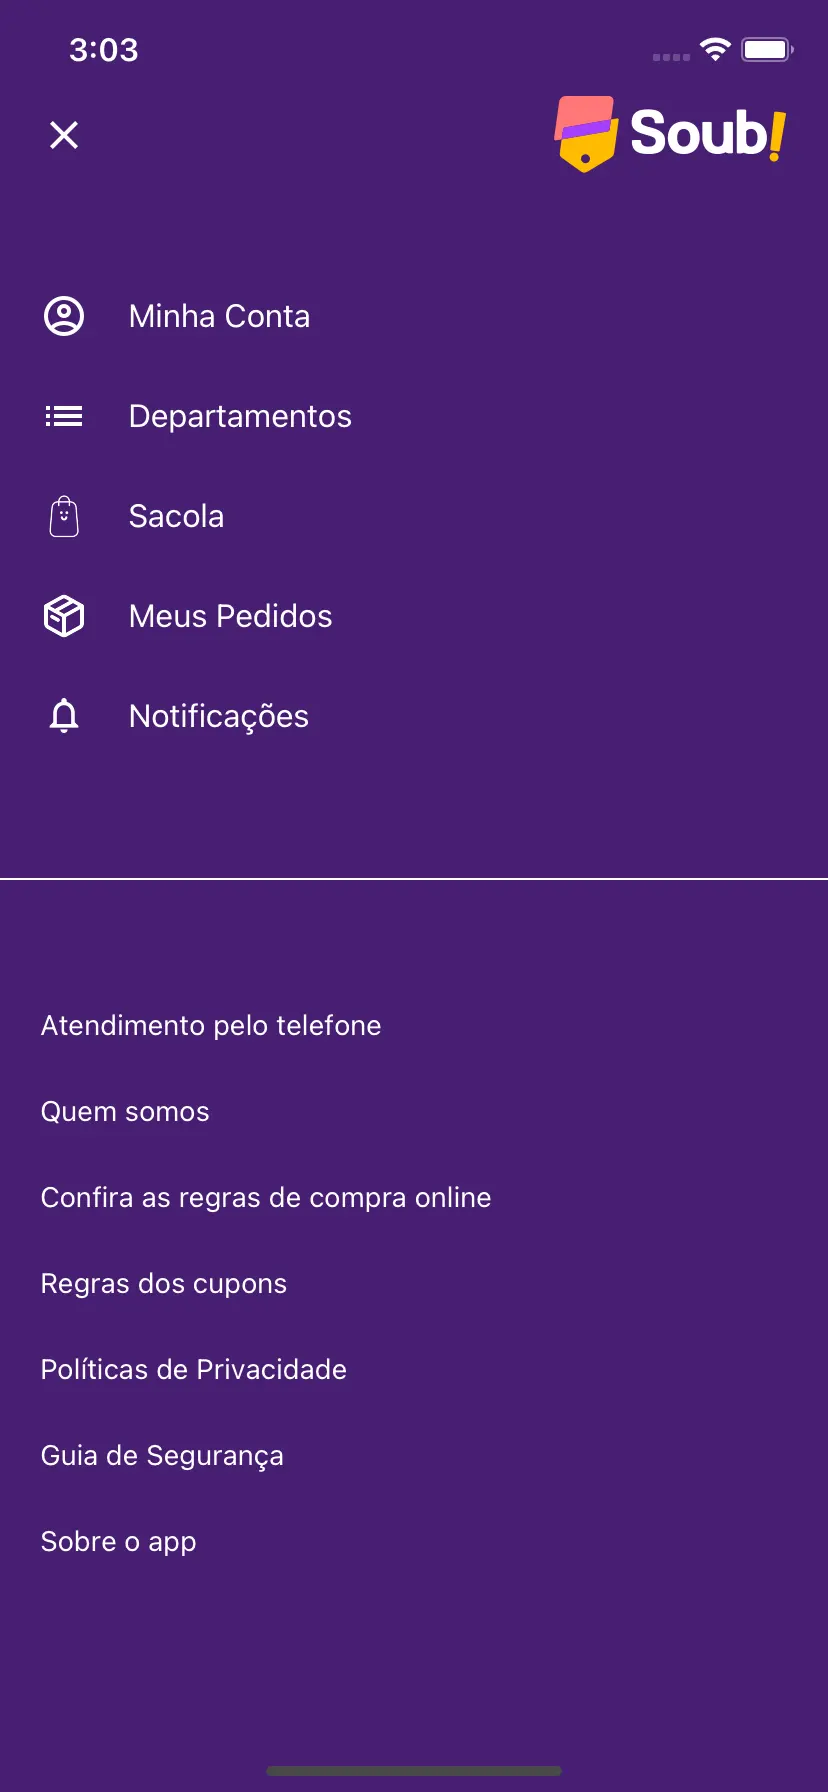 3:03
Soub!
Minha Conta
Departamentos
Sacola
Meus Pedidos
Notificações
Atendimento pelo telefone
Quem somos
Confira as regras de compra online
Regras dos cupons
Políticas de Privacidade
Guia de Segurança
Sobre o app